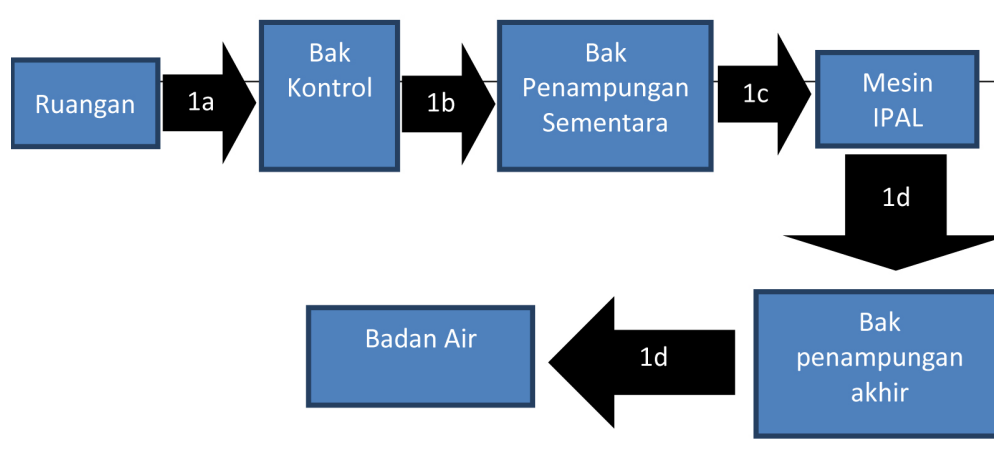 Ruangan
1a
Bak
Kontrol
1b
Bak
Penampungan
Sementara
1c
Mesin
IPAL
1d
Bak
penampungan
akhir
1d
Badan Air